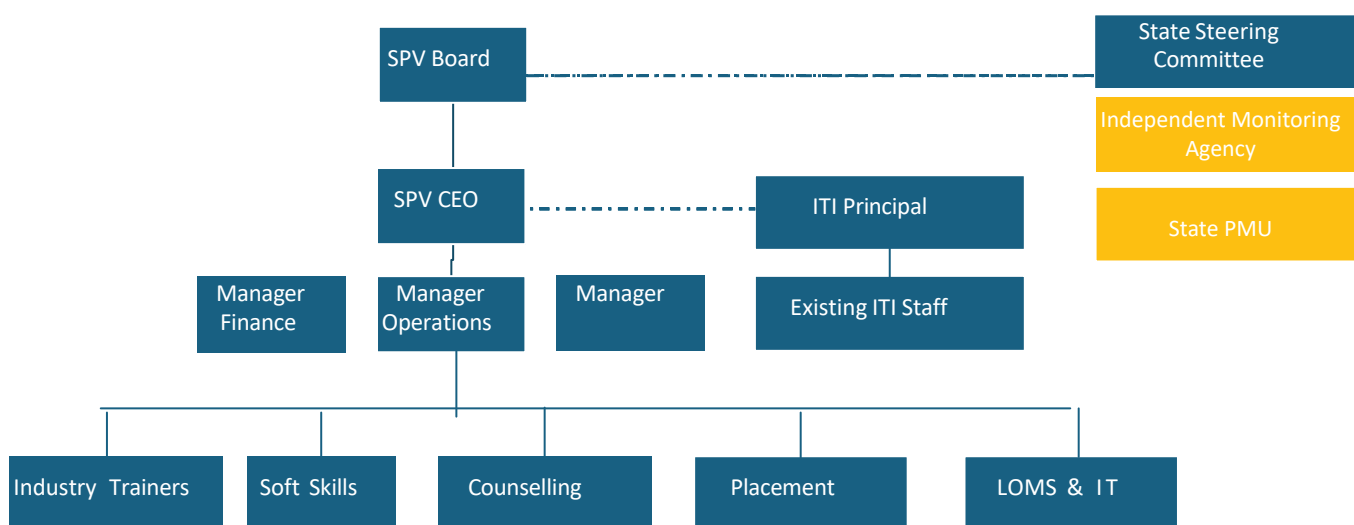 SPV Board
State Steering
Committee
Independent Monitoring
Agency
SPV CEO
ITI Principal
State PMU
Manager
Finance
Manager
Operations
Manager
Existing ITI Staff
Industry Trainers
Soft Skills
Counselling
Placement
LOMS & IT